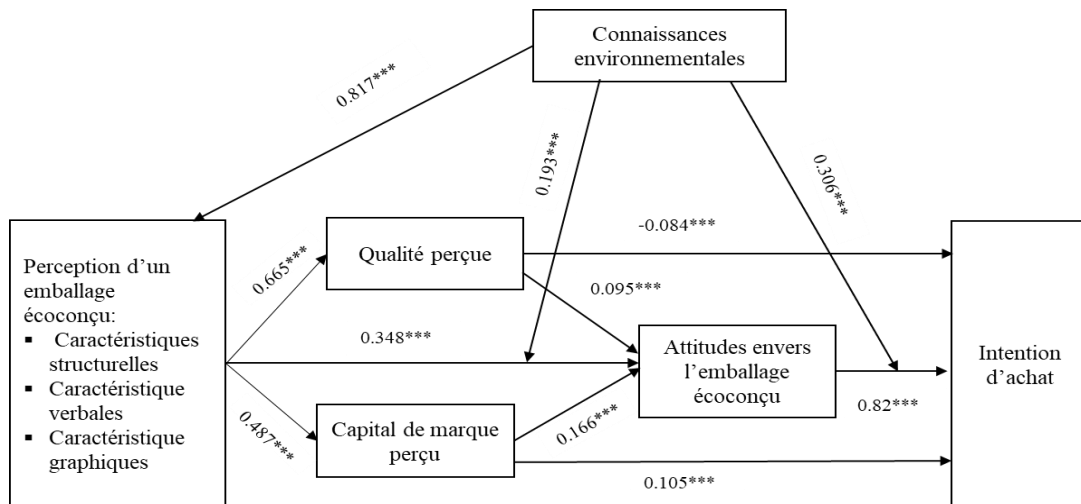 Connaissances
environnementales
0.817***
0.193***
0.306***
Perception d'un
emballage
écoconçu:
▪ Caractéristiques
structurelles
▪ Caractéristique
verbales
▪ Caractéristique
graphiques
0.665***
Qualité perçue
-0.084***
0.095***
0.348***
Attitudes envers
l'emballage
écoconçu
0.82***
Intention
d'achat
0.487***
Capital de marque
perçu
0.166***
0.105***